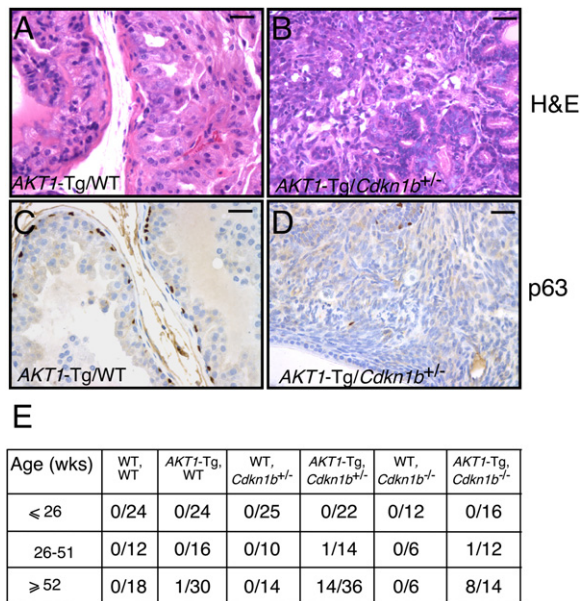 A
B
H&E
AKT1-Tg/WT
AKT1-Tg/Cdkn1b+/-
C
D
p63
AKT1-Tg/WT
AKT1-Tg/Cdkn1b+/-
E
Age (wks) WT, WT AKT1-Tg, WT WT, Cdkn1b+/- AKT1-Tg, Cdkn1b+/- WT, Cdkn1b-/- AKT1-Tg, Cdkn1b-/-
⩽ 26 0/24 0/24 0/25 0/22 0/12 0/16
26-51 0/12 0/16 0/10 1/14 0/6 1/12
⩾ 52 0/18 1/30 0/14 14/36 0/6 8/14